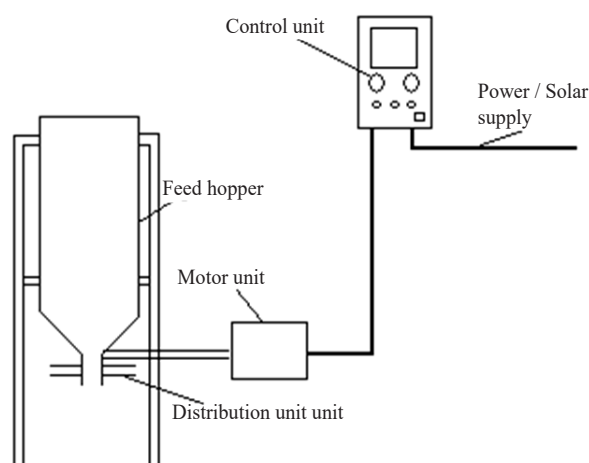 Control unit
Power / Solar
supply
Feed hopper
Motor unit
Distribution unit unit